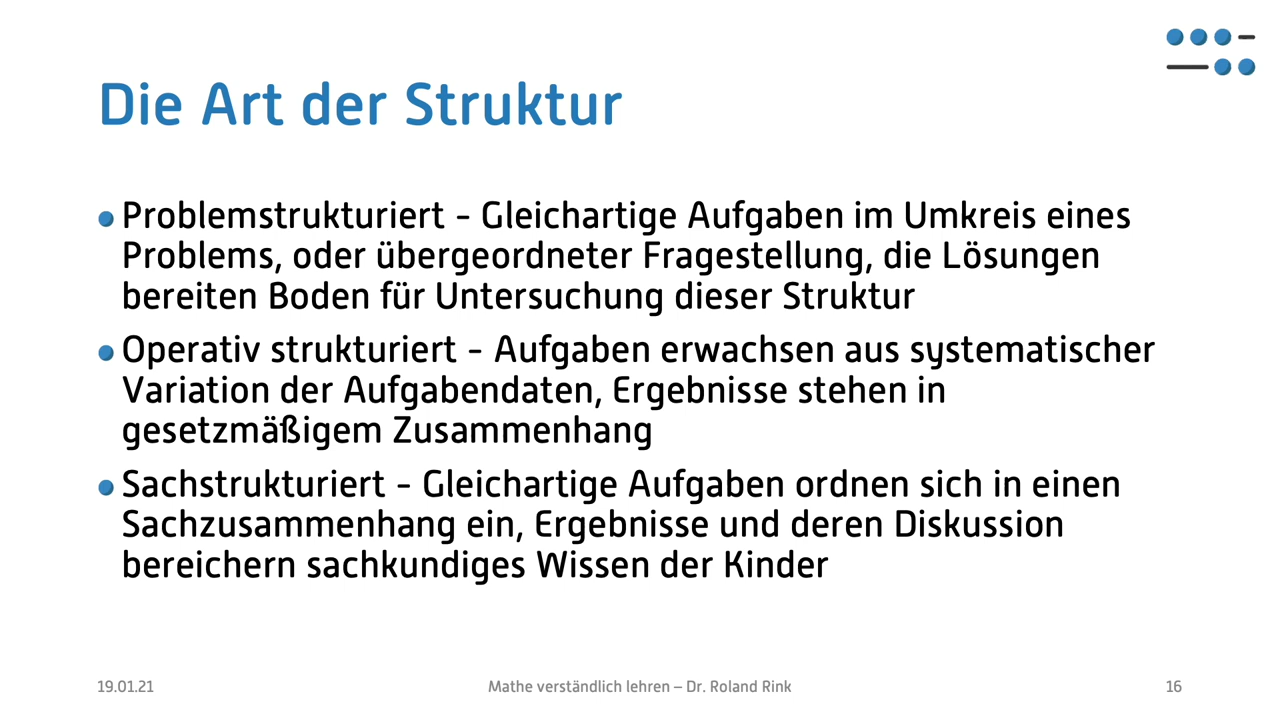 Die Art der Struktur
Problemstrukturiert - Gleichartige Aufgaben im Umkreis eines
Problems, oder übergeordneter Fragestellung, die Lösungen
bereiten Boden für Untersuchung dieser Struktur
Operativ strukturiert - Aufgaben erwachsen aus systematischer
Variation der Aufgabendaten, Ergebnisse stehen in
gesetzmäßigem Zusammenhang
Sachstrukturiert - Gleichartige Aufgaben ordnen sich in einen
Sachzusammenhang ein, Ergebnisse und deren Diskussion
bereichern sachkundiges Wissen der Kinder
19.01.21
Mathe verständlich lehren – Dr. Roland Rink
16